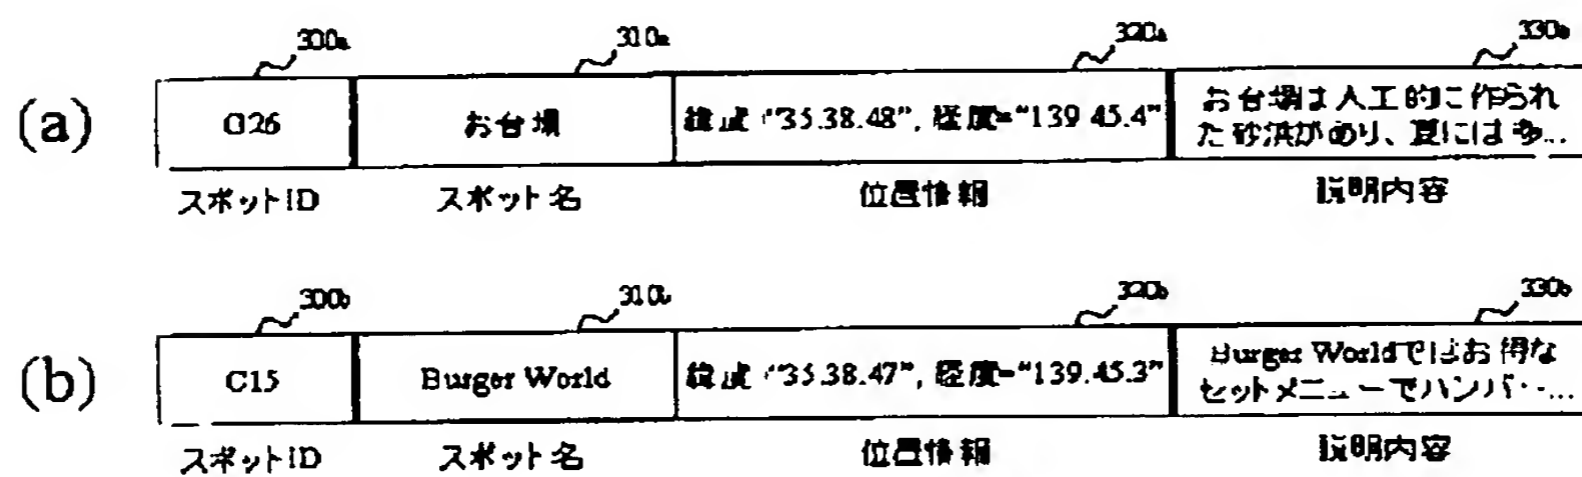 300a 310a 320a 330a
(a) G26 お台場 緯度="35.38.48", 経度="139.45.4" お台場は人工的に作られ
た砂浜があり、夏には多...
スポットID スポット名 位置情報 説明内容
300b 310b 320b 330b
(b) C15 Burger World 緯度="35.38.47", 経度="139.45.3" Burger Worldではお得な
セットメニューでハンバー...
スポットID スポット名 位置情報 説明内容